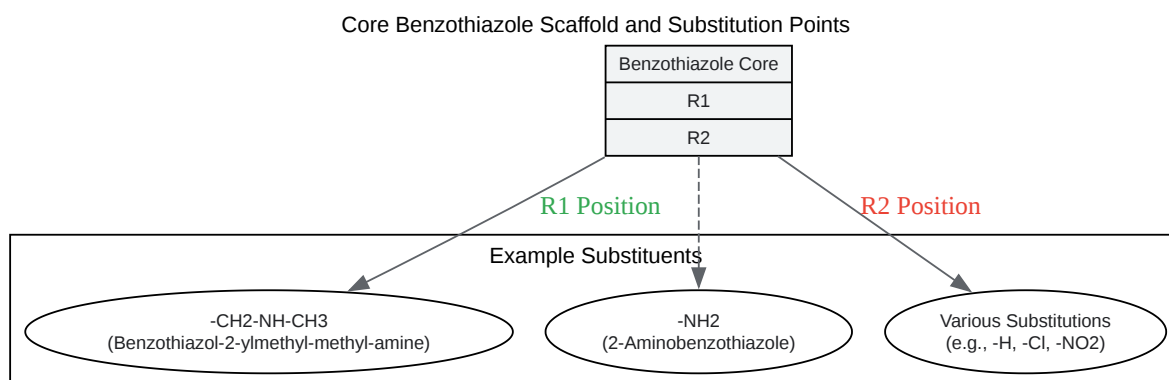 Core Benzothiazole Scaffold and Substitution Points
Benzothiazole Core
R1
R2
R1 Position
R2 Position
Example Substituents
-CH2-NH-CH3
(Benzothiazol-2-ylmethyl-methyl-amine)
-NH2
(2-Aminobenzothiazole)
Various Substitutions
(e.g., -H, -Cl, -NO2)